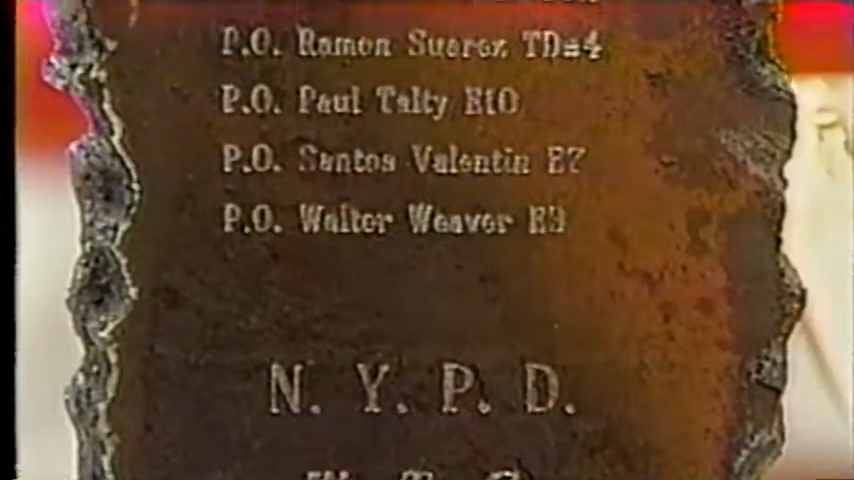 P.O. Ramon Suarez TD#4
P.O. Paul Talty E10
P.O. Santos Valentin E7
P.O. Walter Weaver E3
N. Y. P. D.
W. T. C.